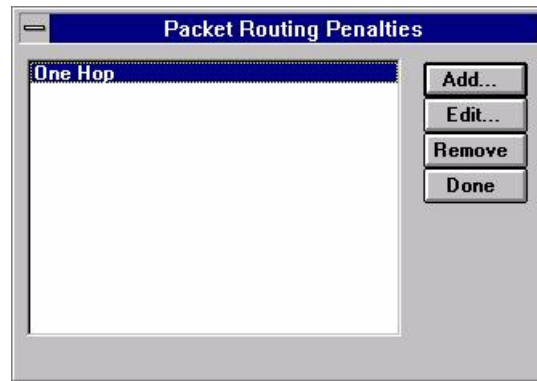 Packet Routing Penalties
One Hop
Add...
Edit...
Remove
Done